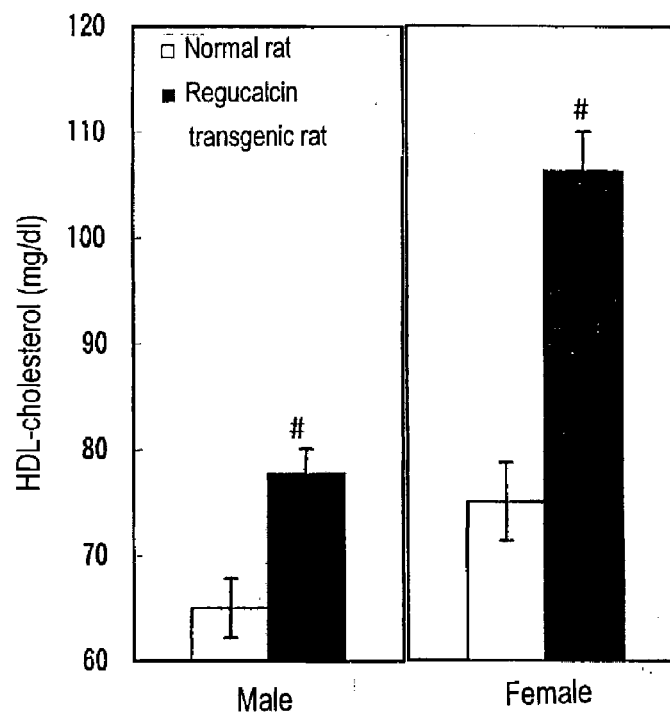 HDL-cholesterol (mg/dl)
120
110
100
90
80
70
60
□ Normal rat
■ Regucalcin
transgenic rat
#
#
Male
Female